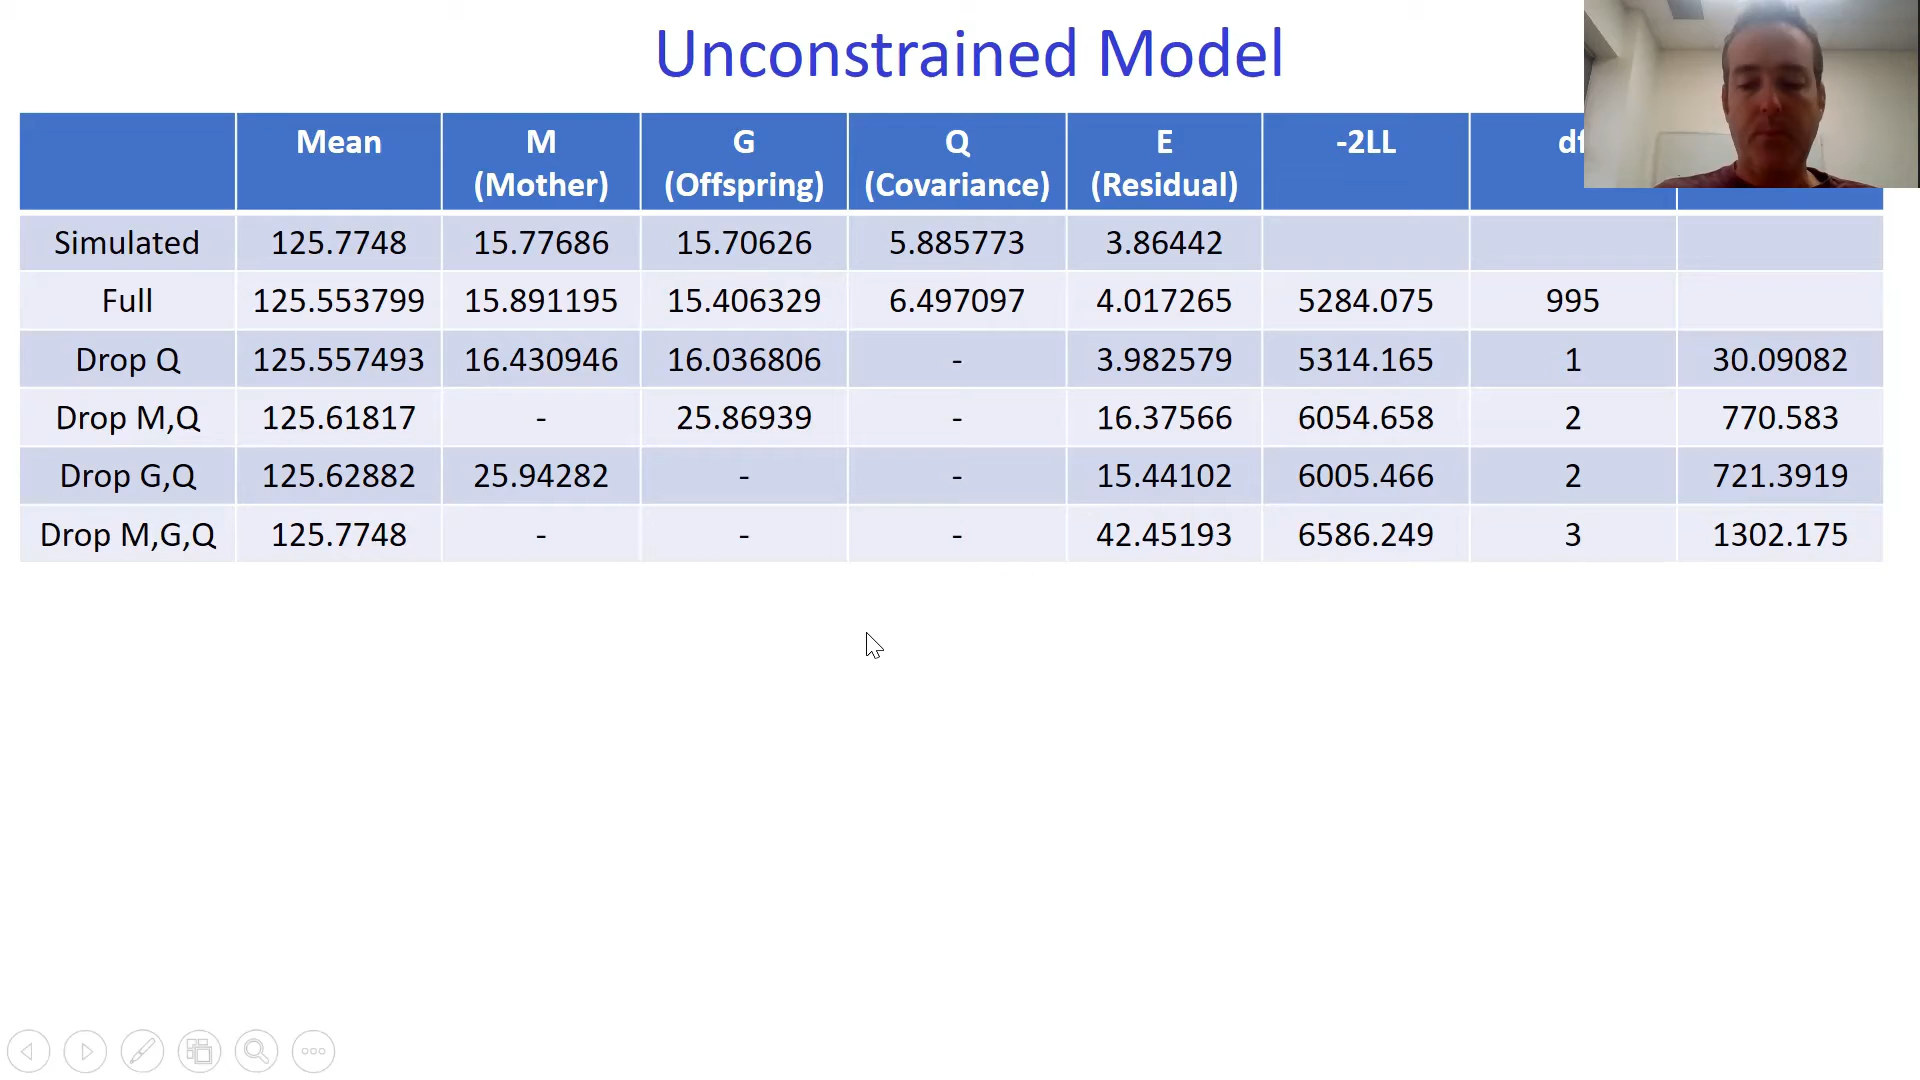 Unconstrained Model
Mean M G Q E -2LL df
(Mother) (Offspring) (Covariance) (Residual)
Simulated 125.7748 15.77686 15.70626 5.885773 3.86442
Full 125.553799 15.891195 15.406329 6.497097 4.017265 5284.075 995
Drop Q 125.557493 16.430946 16.036806 - 3.982579 5314.165 1 30.09082
Drop M,Q 125.61817 - 25.86939 - 16.37566 6054.658 2 770.583
Drop G,Q 125.62882 25.94282 - - 15.44102 6005.466 2 721.3919
Drop M,G,Q 125.7748 - - - 42.45193 6586.249 3 1302.175